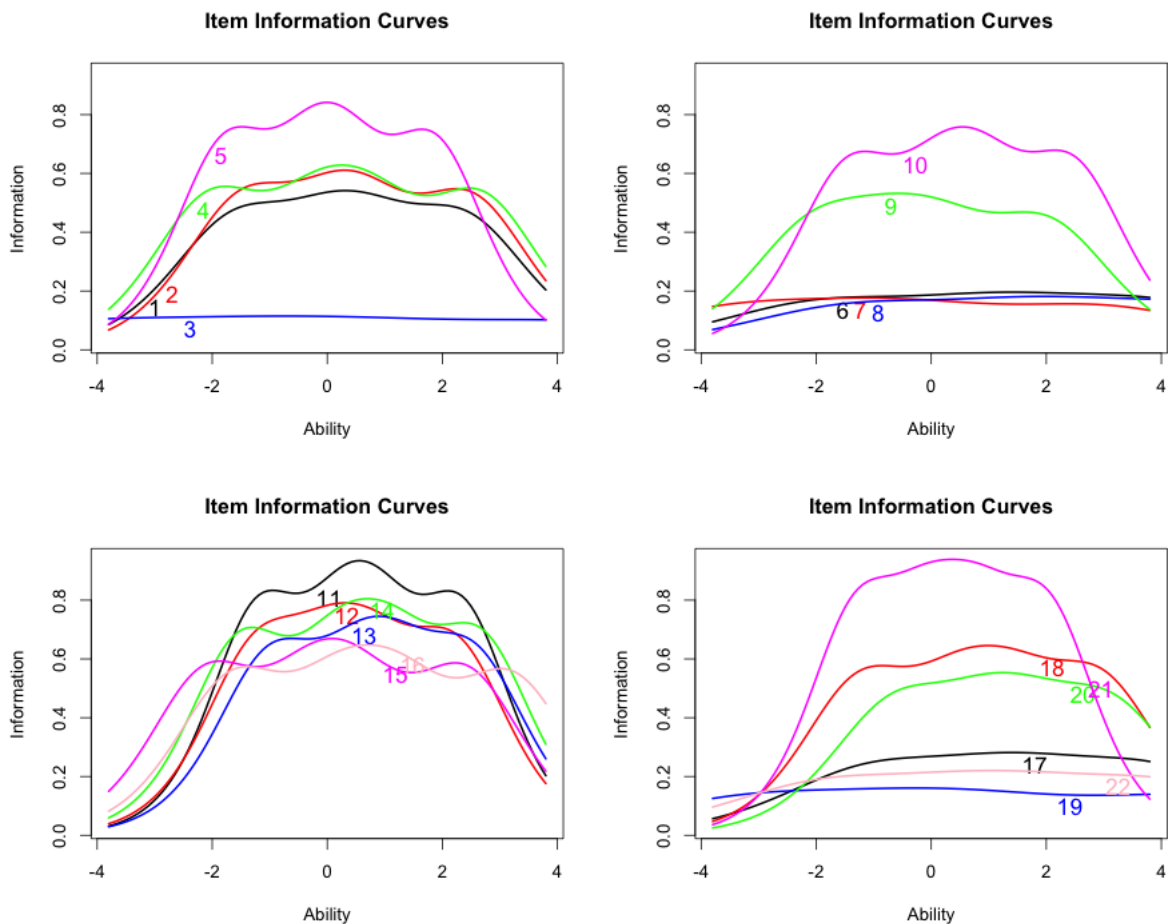 Item Information Curves
Information
0.0 0.2 0.4 0.6 0.8
5
4
2
1
3
-4 -2 0 2 4
Ability
Item Information Curves
Information
0.0 0.2 0.4 0.6 0.8
10
9
6 7 8
-4 -2 0 2 4
Ability
Item Information Curves
Information
0.0 0.2 0.4 0.6 0.8
11
12 14
13
15 16
-4 -2 0 2 4
Ability
Item Information Curves
Information
0.0 0.2 0.4 0.6 0.8
18
20 21
17
22
19
-4 -2 0 2 4
Ability